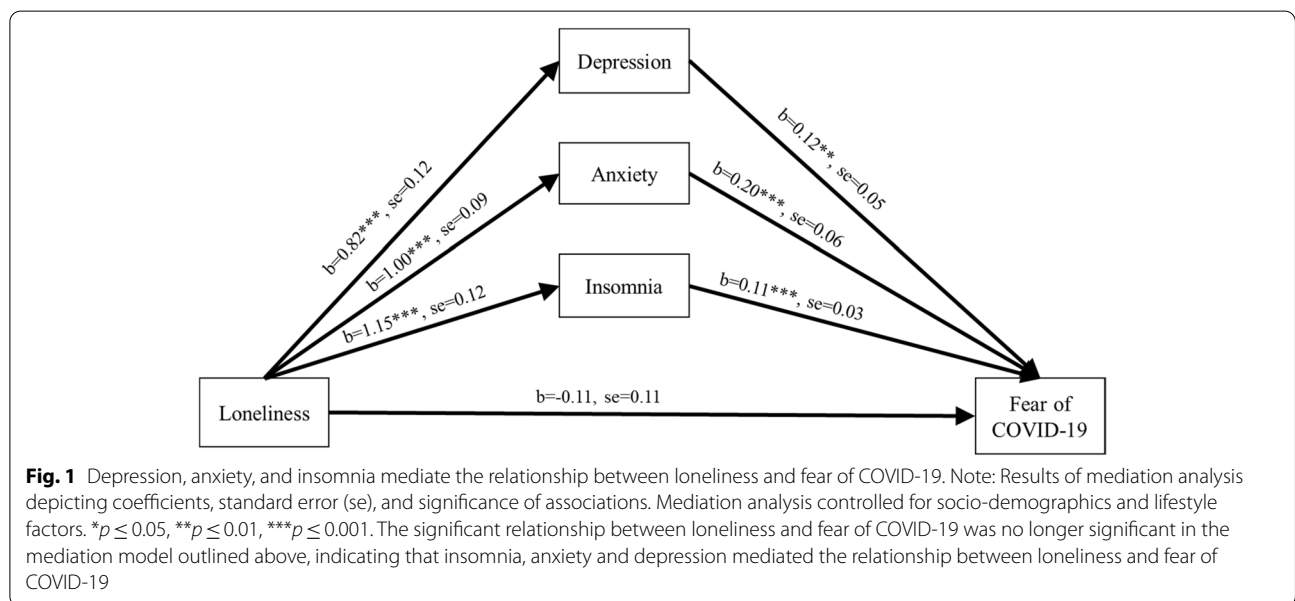 Depression
b=0.82***, se=0.12
b=0.12**, se=0.05
Anxiety
b=1.00***, se=0.09
b=0.20***, se=0.06
Insomnia
b=1.15***, se=0.12
b=0.11***, se=0.03
Loneliness
b=-0.11, se=0.11
Fear of
COVID-19
Fig. 1 Depression, anxiety, and insomnia mediate the relationship between loneliness and fear of COVID-19. Note: Results of mediation analysis
depicting coefficients, standard error (se), and significance of associations. Mediation analysis controlled for socio-demographics and lifestyle
factors. *p ≤ 0.05, **p ≤ 0.01, ***p ≤ 0.001. The significant relationship between loneliness and fear of COVID-19 was no longer significant in the
mediation model outlined above, indicating that insomnia, anxiety and depression mediated the relationship between loneliness and fear of
COVID-19